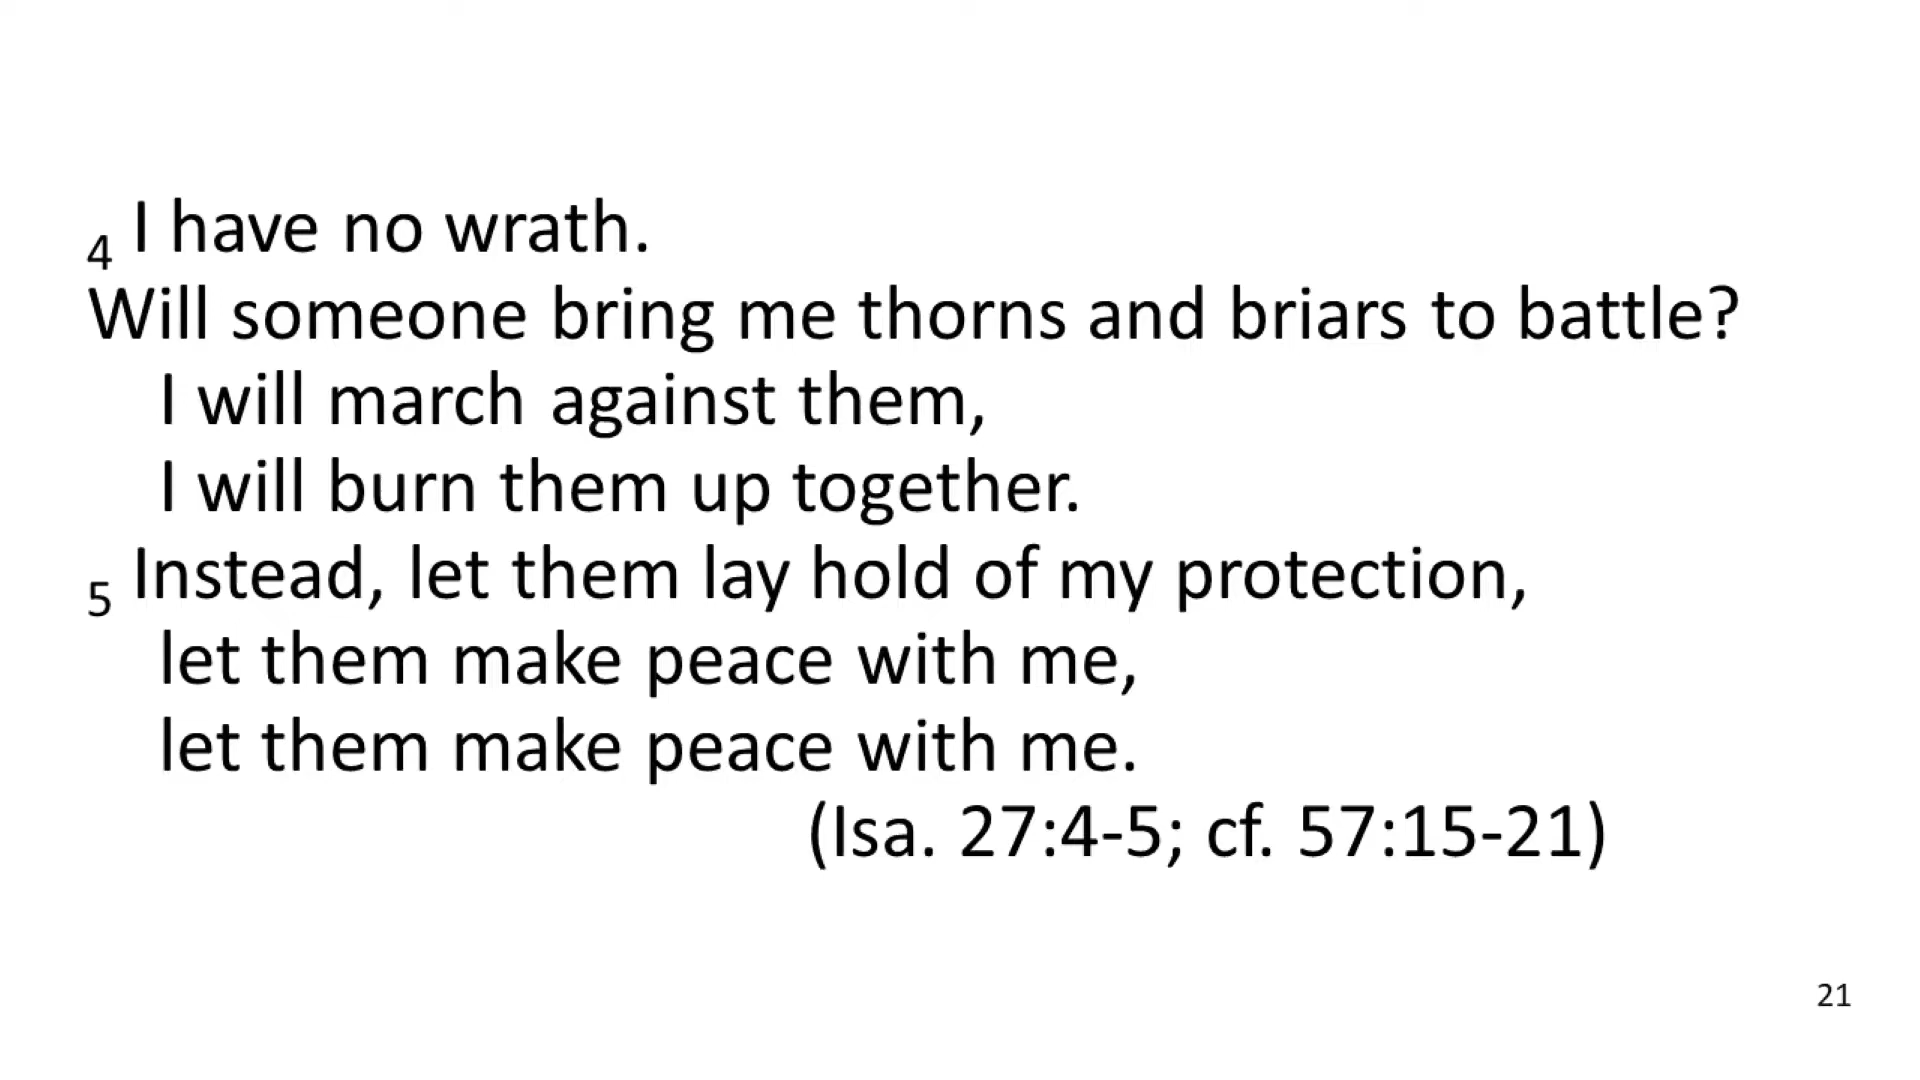 4 I have no wrath.
Will someone bring me thorns and briars to battle?
I will march against them,
I will burn them up together.
5 Instead, let them lay hold of my protection,
let them make peace with me,
let them make peace with me.
(Isa. 27:4-5; cf. 57:15-21)
21